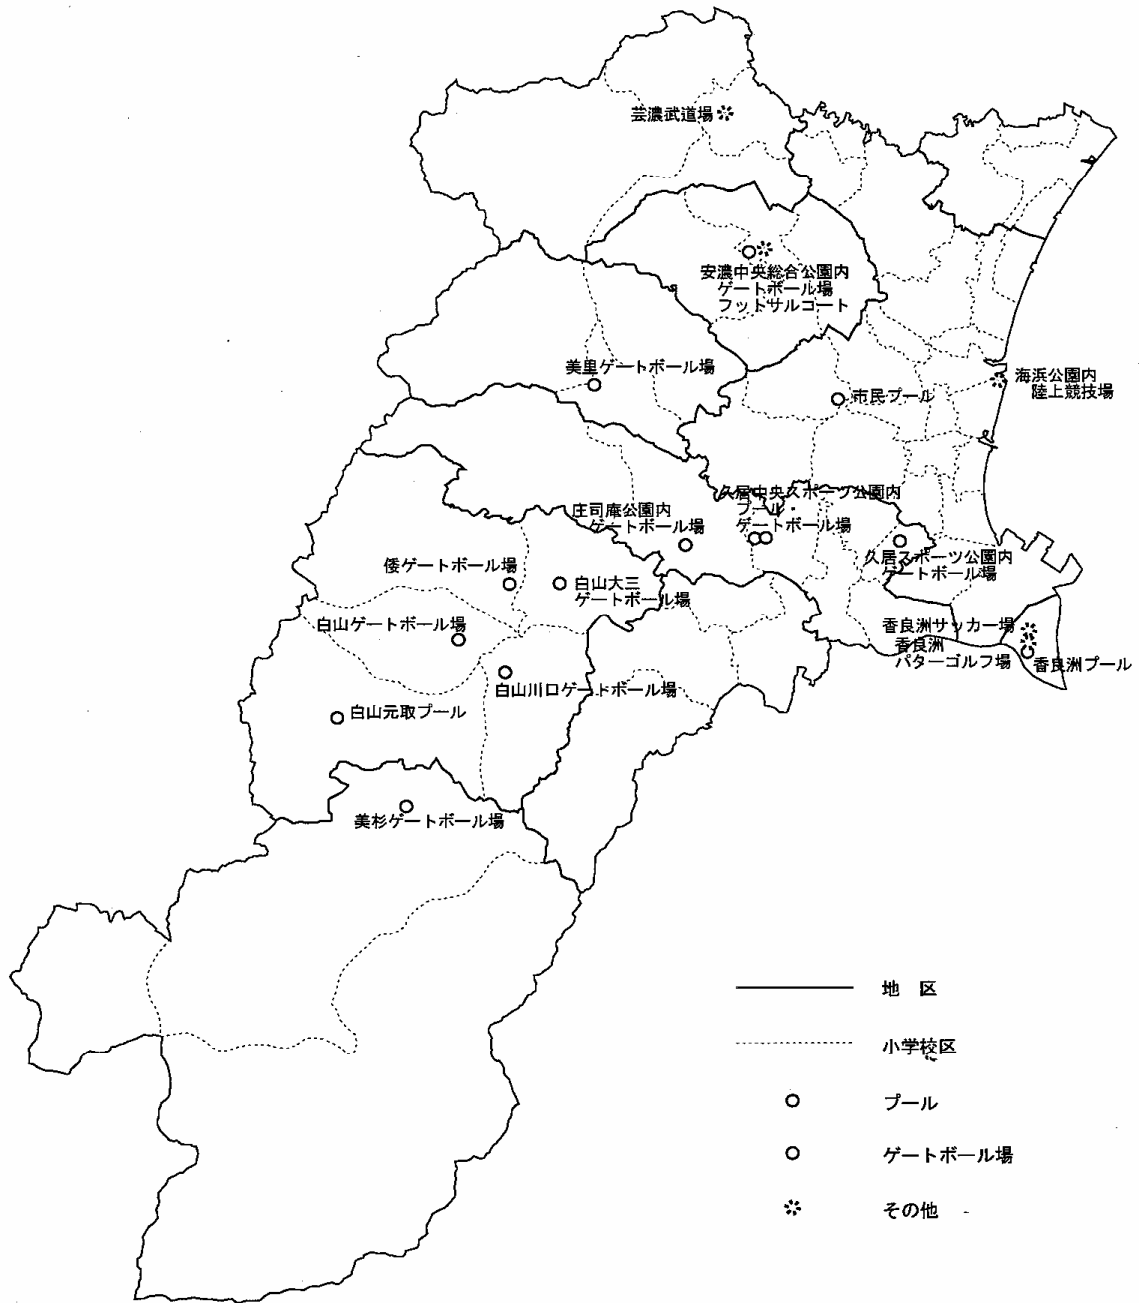 芸濃武道場
安濃中央総合公園内
ゲートボール場
フットサルコート
美里ゲートボール場
海浜公園内
陸上競技場
市民プール
久居中央スポーツ公園内
プール・
ゲートボール場
庄司庵公園内
ゲートボール場
久居スポーツ公園内
ゲートボール場
倭ゲートボール場
白山大三
ゲートボール場
白山ゲートボール場
香良洲サッカー場
香良洲
パターゴルフ場
香良洲プール
白山川口ゲートボール場
白山元取プール
美杉ゲートボール場
地 区
小学校区
プール
ゲートボール場
その他